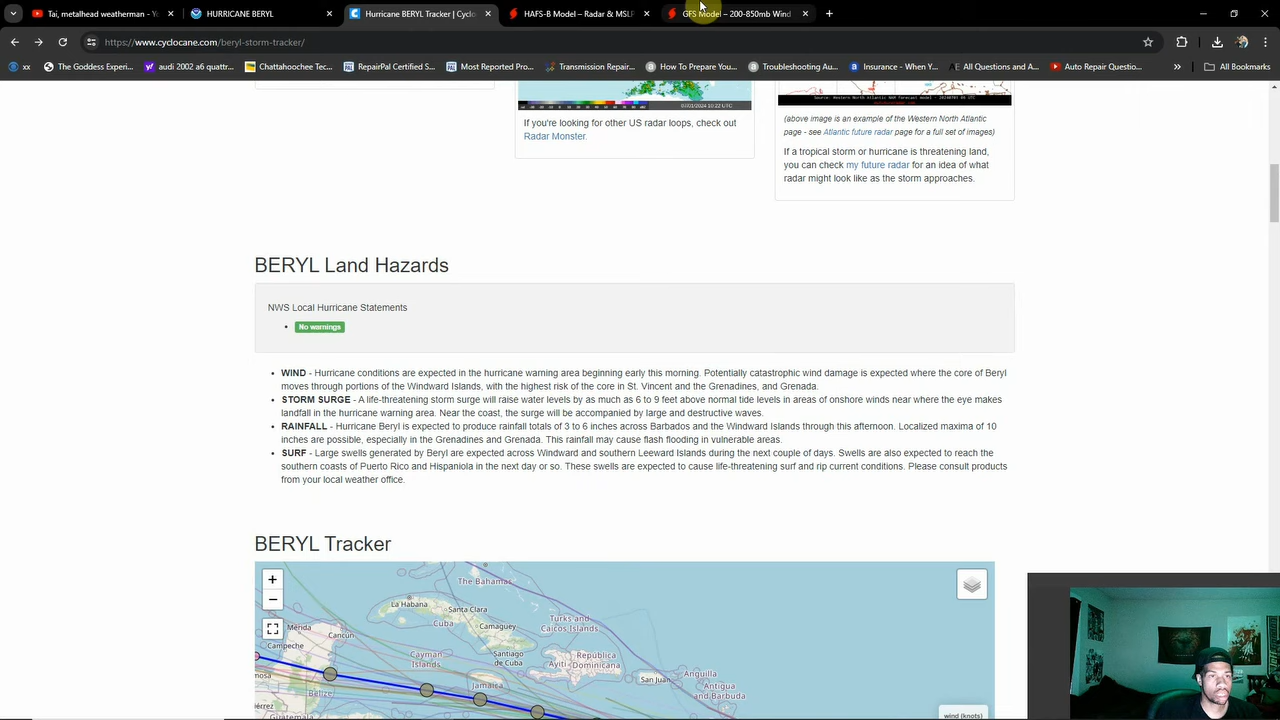 Tai, metalhead weatherman - Yo
HURRICANE BERYL
Hurricane BERYL Tracker | Cyclo
HAFS-B Model – Radar & MSLP
GFS Model – 200-850mb Wind
https://www.cyclocane.com/beryl-storm-tracker/
xx
The Goddess Experi...
audi 2002 a6 quattr...
Chattahoochee Tec...
RepairPal Certified S...
Most Reported Pro...
Transmission Repair...
How To Prepare You...
Troubleshooting Au...
Insurance - When Y...
All Questions and A...
Auto Repair Questio...
All Bookmarks
07/01/2024 10:22 UTC
If you're looking for other US radar loops, check out
Radar Monster.
(above image is an example of the Western North Atlantic
page - see Atlantic future radar page for a full set of images)
If a tropical storm or hurricane is threatening land,
you can check my future radar for an idea of what
radar might look like as the storm approaches.
BERYL Land Hazards
NWS Local Hurricane Statements
No warnings
WIND - Hurricane conditions are expected in the hurricane warning area beginning early this morning. Potentially catastrophic wind damage is expected where the core of Beryl
moves through portions of the Windward Islands, with the highest risk of the core in St. Vincent and the Grenadines, and Grenada.
STORM SURGE - A life-threatening storm surge will raise water levels by as much as 6 to 9 feet above normal tide levels in areas of onshore winds near where the eye makes
landfall in the hurricane warning area. Near the coast, the surge will be accompanied by large and destructive waves.
RAINFALL - Hurricane Beryl is expected to produce rainfall totals of 3 to 6 inches across Barbados and the Windward Islands through this afternoon. Localized maxima of 10
inches are possible, especially in the Grenadines and Grenada. This rainfall may cause flash flooding in vulnerable areas.
SURF - Large swells generated by Beryl are expected across Windward and southern Leeward Islands during the next couple of days. Swells are also expected to reach the
southern coasts of Puerto Rico and Hispaniola in the next day or so. These swells are expected to cause life-threatening surf and rip current conditions. Please consult products
from your local weather office.
BERYL Tracker
The Bahamas
La Habana
Santa Clara
Cuba
Camaguey
Turks and
Caicos Islands
Mérida
Cancún
Campeche
Cayman
Islands
Santiago
de Cuba
Ayiti
República
Dominicana
San Juan
Anguilla
Antigua
and Barbuda
Jamaica
Belize
Guatemala
wind (knots)